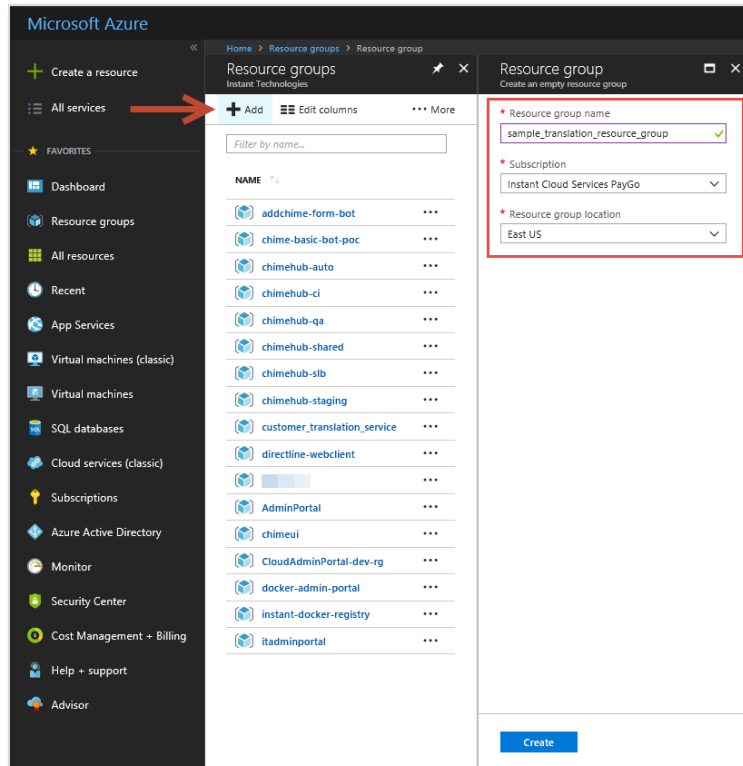 Microsoft Azure
Create a resource
All services
FAVORITES
Dashboard
Resource groups
All resources
Recent
App Services
Virtual machines (classic)
Virtual machines
SQL databases
Cloud services (classic)
Subscriptions
Azure Active Directory
Monitor
Security Center
Cost Management + Billing
Help + support
Advisor
Home > Resource groups > Resource group
Resource groups
Instant Technologies
Add Edit columns More
Filter by name...
NAME
addchime-form-bot
chime-basic-bot-poc
chimehub-auto
chimehub-ci
chimehub-qa
chimehub-shared
chimehub-slb
chimehub-staging
customer_translation_service
directline-webclient
AdminPortal
chimeui
CloudAdminPortal-dev-rg
docker-admin-portal
instant-docker-registry
itadminportal
Resource group
Create an empty resource group
* Resource group name
sample_translation_resource_group
* Subscription
Instant Cloud Services PayGo
* Resource group location
East US
Create